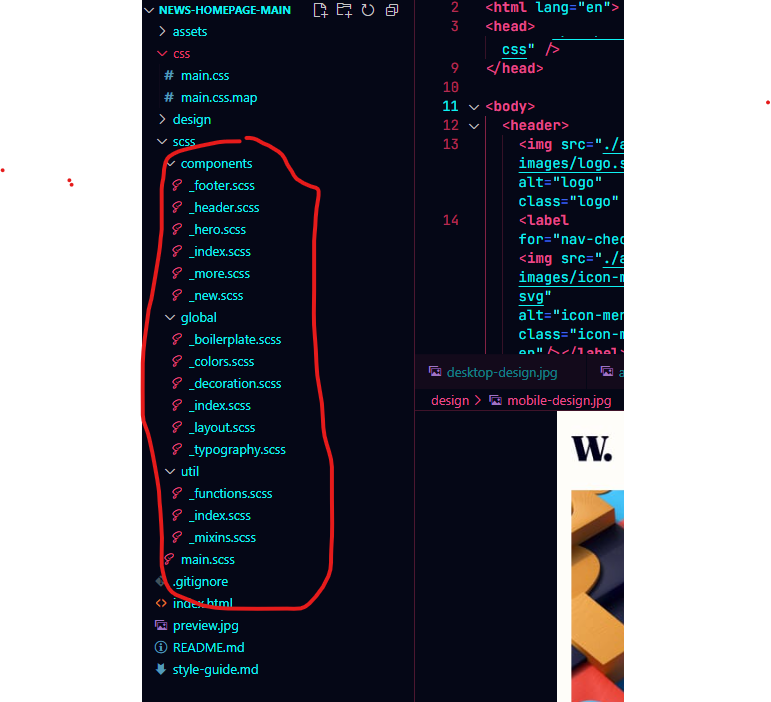 NEWS-HOMEPAGE-MAIN
assets
css
main.css
main.css.map
design
scss
components
_footer.scss
_header.scss
_hero.scss
_index.scss
_more.scss
_new.scss
global
_boilerplate.scss
_colors.scss
_decoration.scss
_index.scss
_layout.scss
_typography.scss
util
_functions.scss
_index.scss
_mixins.scss
main.scss
.gitignore
index.html
preview.jpg
README.md
style-guide.md
2 <html lang="en">
3 <head>
css" />
9 </head>
10
11 <body>
12 <header>
13 <img src="./a
images/logo.s
alt="logo"
class="logo"
14 <label
for="nav-chec
<img src="./a
images/icon-m
svg"
alt="icon-men
class="icon-m
en"/></label>
desktop-design.jpg
a
design > mobile-design.jpg
W.